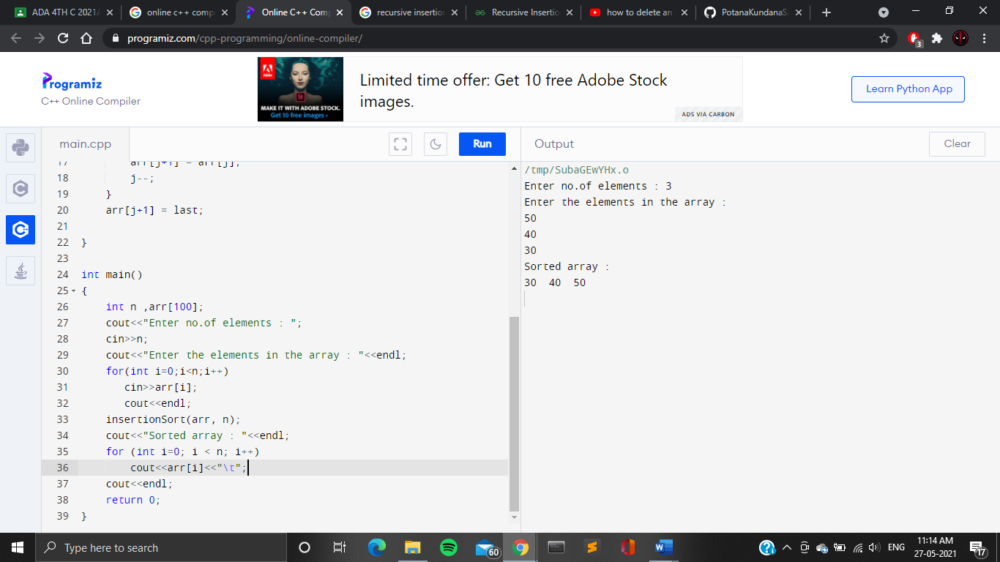 ADA 4TH C 2021
online c++ comp
Online C++ Com
recursive insertion
Recursive Insertio
how to delete an
PotanaKundanaS
programiz.com/cpp-programming/online-compiler/
3
Programiz
C++ Online Compiler
Adobe
St
MAKE IT WITH ADOBE STOCK.
Get 10 free images ›
Limited time offer: Get 10 free Adobe Stock
images.
ADS VIA CARBON
Learn Python App
main.cpp
Run
Output
Clear
17 arr[j+1] = arr[j];
18 j--;
19 }
20 arr[j+1] = last;
21
22 }
23
24 int main()
25 {
26 int n ,arr[100];
27 cout<<"Enter no.of elements : ";
28 cin>>n;
29 cout<<"Enter the elements in the array : "<<endl;
30 for(int i=0;i<n;i++)
31 cin>>arr[i];
32 cout<<endl;
33 insertionSort(arr, n);
34 cout<<"Sorted array : "<<endl;
35 for (int i=0; i < n; i++)
36 cout<<arr[i]<<"\t";
37 cout<<endl;
38 return 0;
39 }
/tmp/SubaGEwYHx.o
Enter no.of elements : 3
Enter the elements in the array :
50
40
30
Sorted array :
30 40 50
Type here to search
60
ENG
11:14 AM
27-05-2021
17